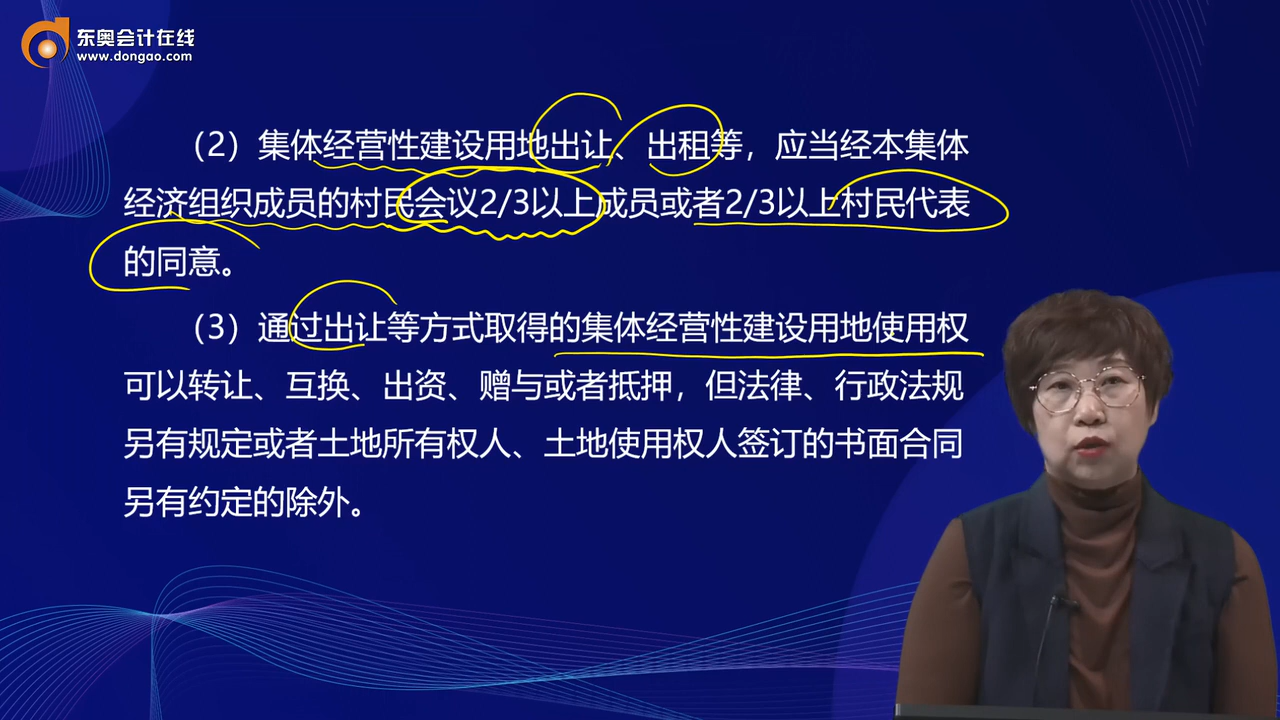 东奥会计在线
www.dongao.com
（2）集体经营性建设用地出让、出租等，应当经本集体
经济组织成员的村民会议2/3以上成员或者2/3以上村民代表
的同意。
（3）通过出让等方式取得的集体经营性建设用地使用权
可以转让、互换、出资、赠与或者抵押，但法律、行政法规
另有规定或者土地所有权人、土地使用权人签订的书面合同
另有约定的除外。